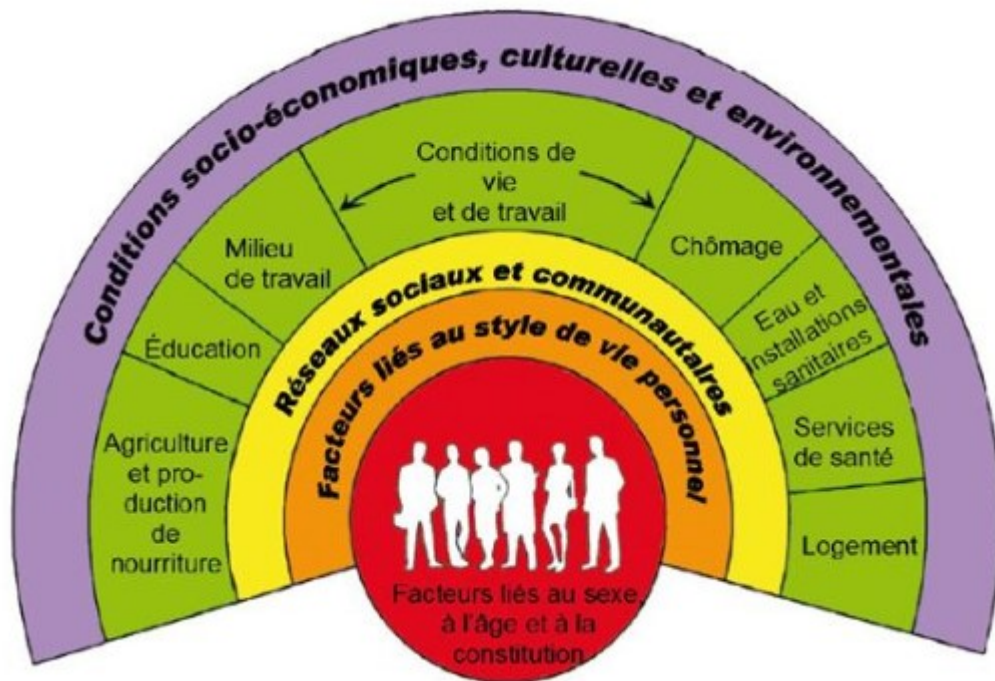 Conditions socio-économiques, culturelles et environnementales
Conditions de
vie
et de travail
Milieu
de travail
Chômage
Éducation
Eau et
installations
sanitaires
Agriculture
et pro-
duction
de
nourriture
Services
de santé
Logement
Réseaux sociaux et communautaires
Facteurs liés au style de vie personnel
Facteurs liés au sexe,
à l'âge et à la
constitution